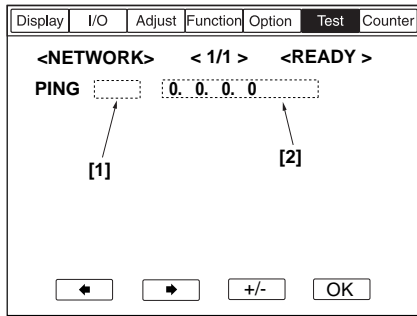 Display I/O Adjust Function Option Test Counter
<NETWORK> < 1/1 > <READY >
PING 0. 0. 0. 0
[1] [2]
+/- OK